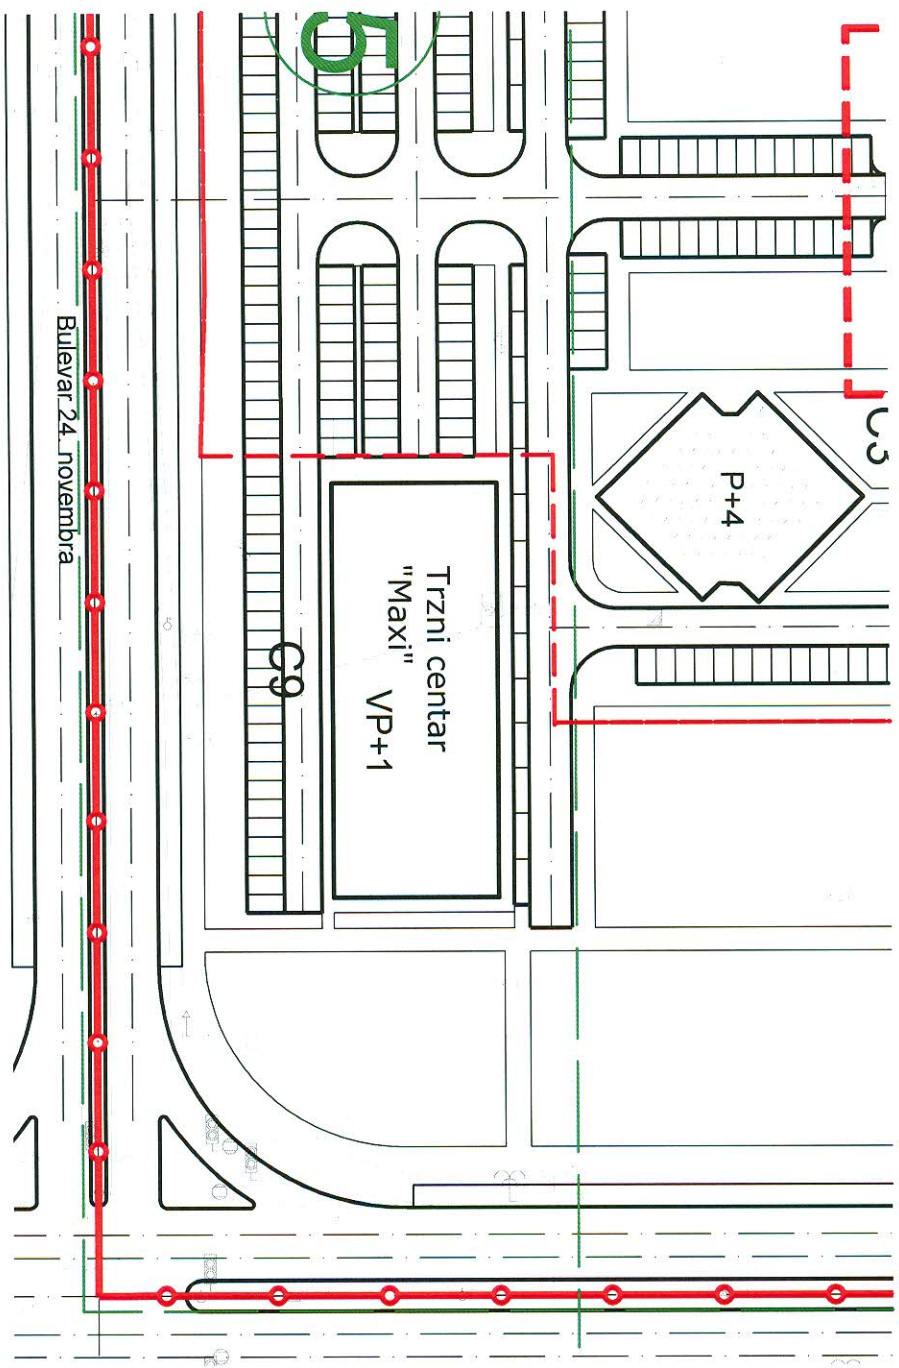 5
Bulevar 24. novembra
C3
P+4
Trzni centar
"Maxi"
VP+1
C9